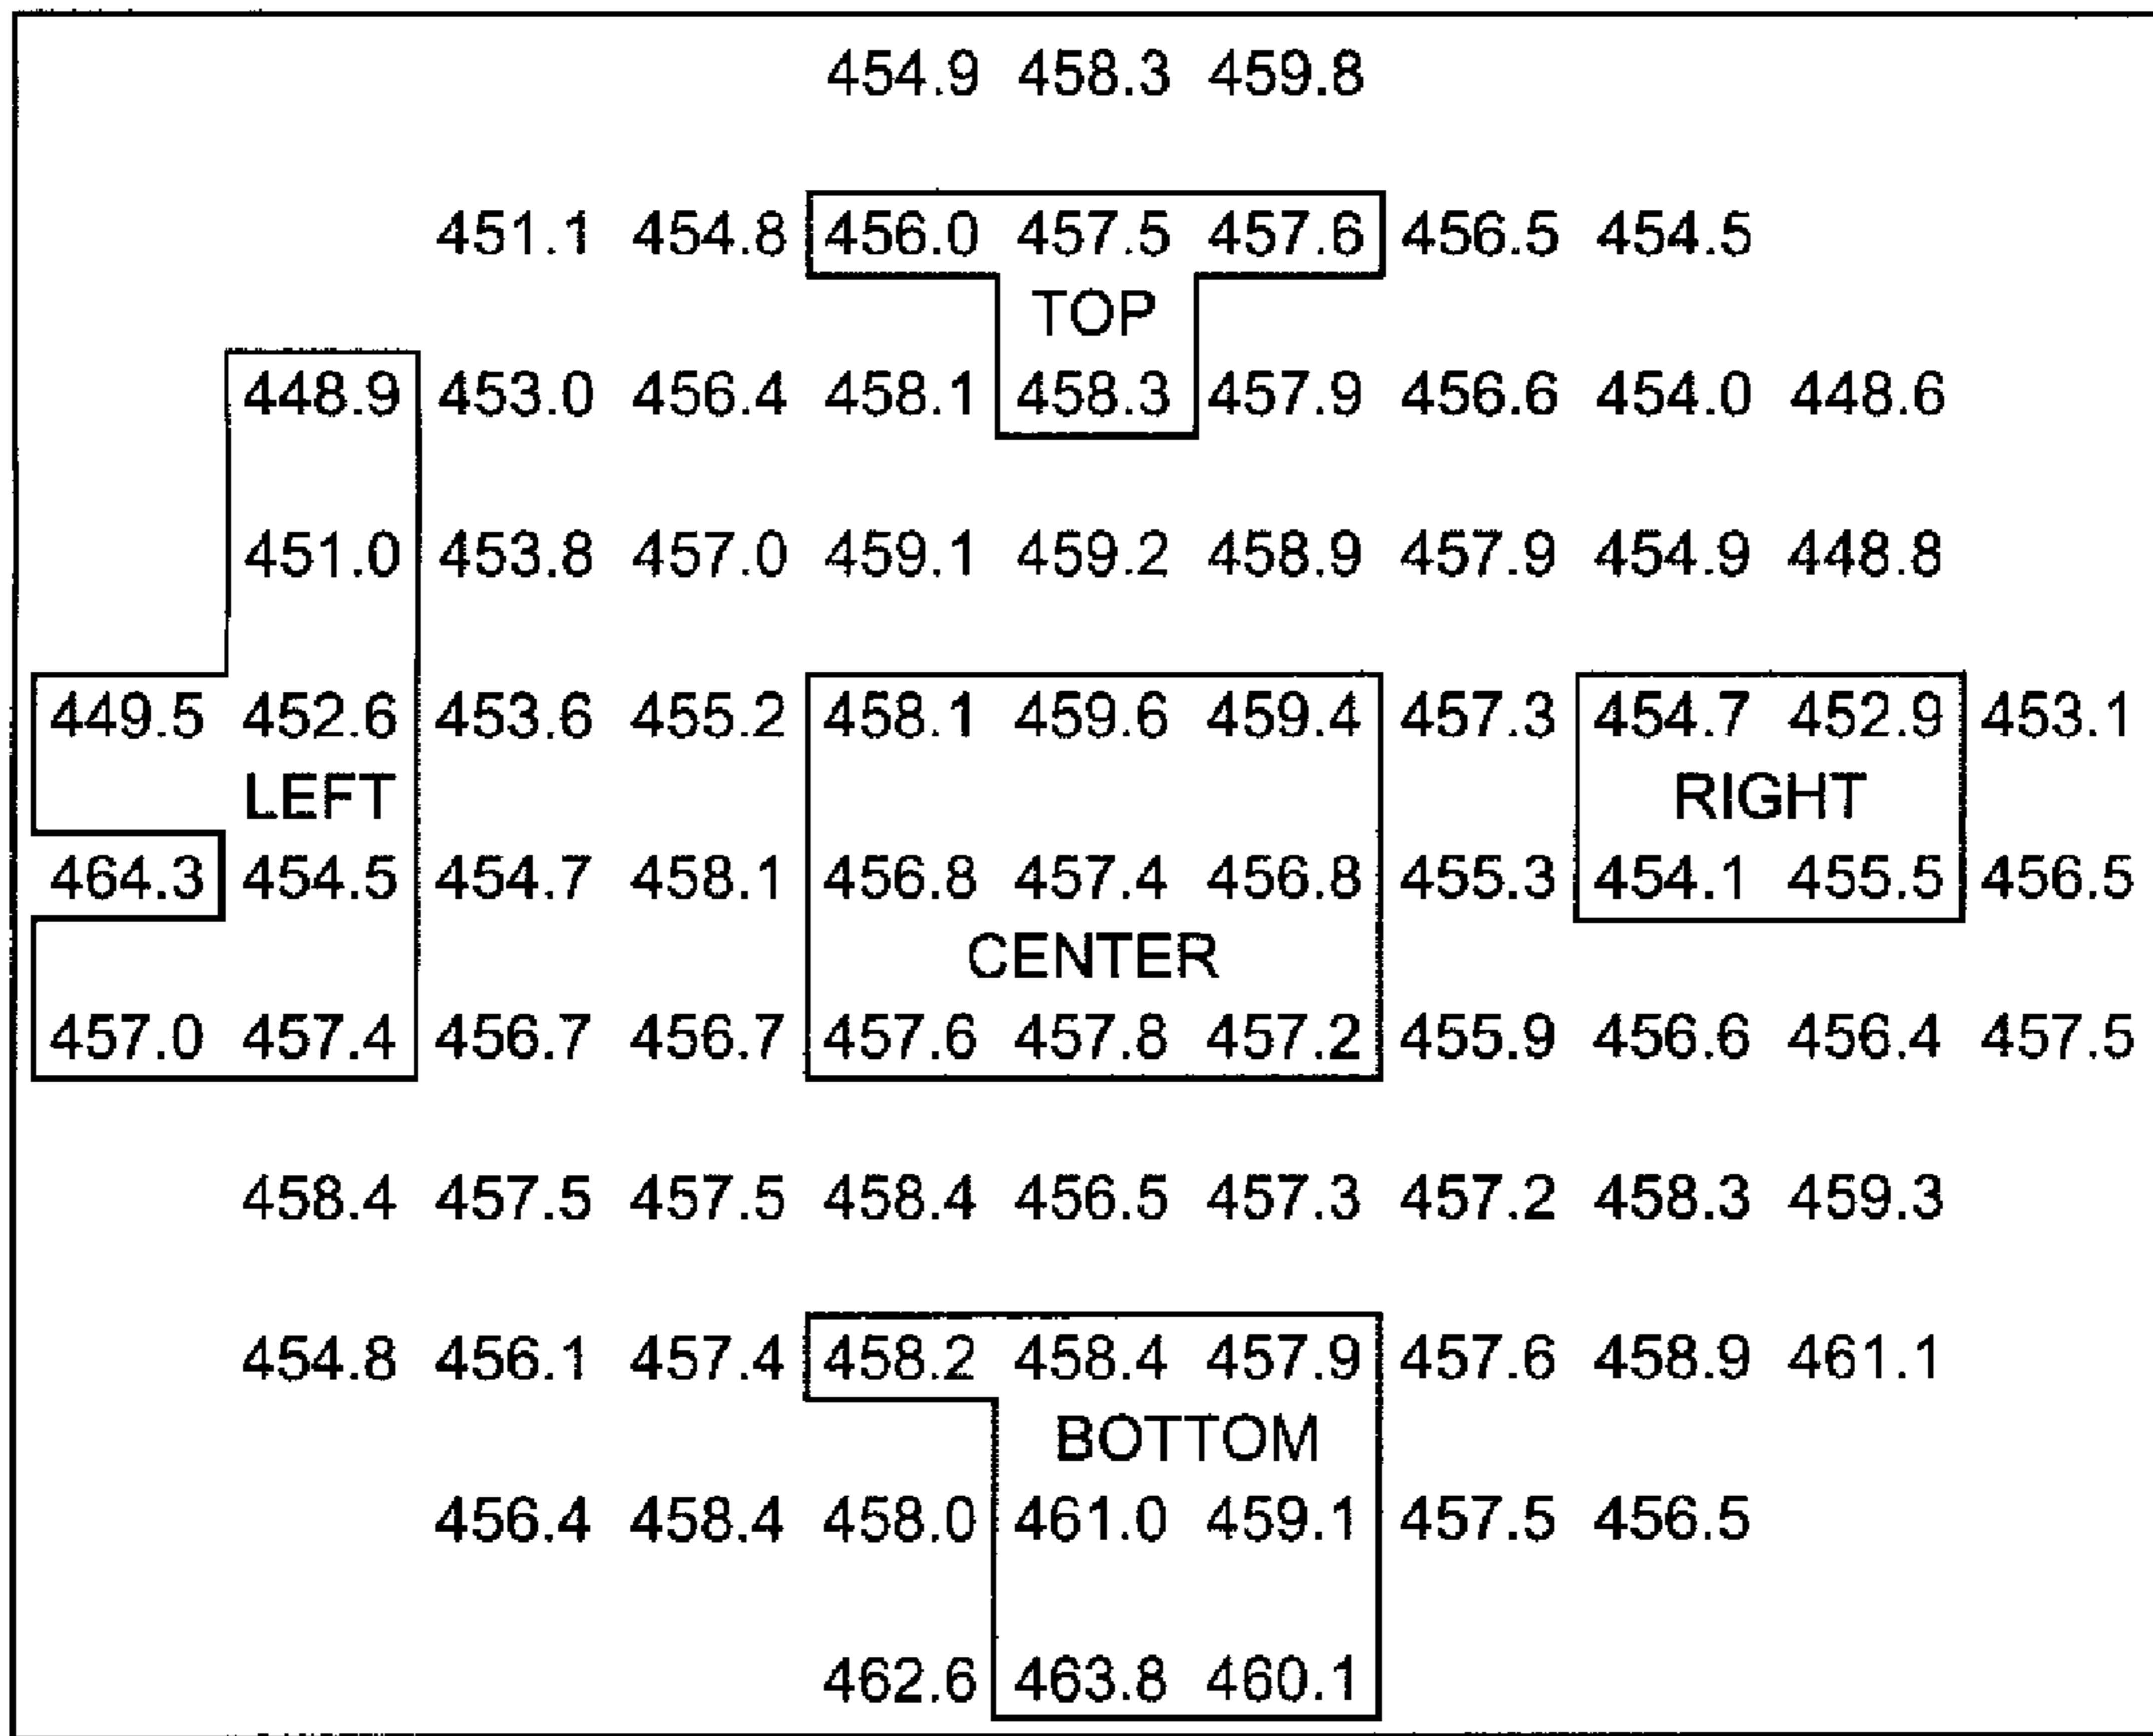 454.9 458.3 459.8
451.1 454.8 456.0 457.5 457.6 456.5 454.5
TOP
448.9 453.0 456.4 458.1 458.3 457.9 456.6 454.0 448.6
451.0 453.8 457.0 459.1 459.2 458.9 457.9 454.9 448.8
449.5 452.6 453.6 455.2 458.1 459.6 459.4 457.3 454.7 452.9 453.1
LEFT RIGHT
464.3 454.5 454.7 458.1 456.8 457.4 456.8 455.3 454.1 455.5 456.5
CENTER
457.0 457.4 456.7 456.7 457.6 457.8 457.2 455.9 456.6 456.4 457.5
458.4 457.5 457.5 458.4 456.5 457.3 457.2 458.3 459.3
454.8 456.1 457.4 458.2 458.4 457.9 457.6 458.9 461.1
BOTTOM
456.4 458.4 458.0 461.0 459.1 457.5 456.5
462.6 463.8 460.1